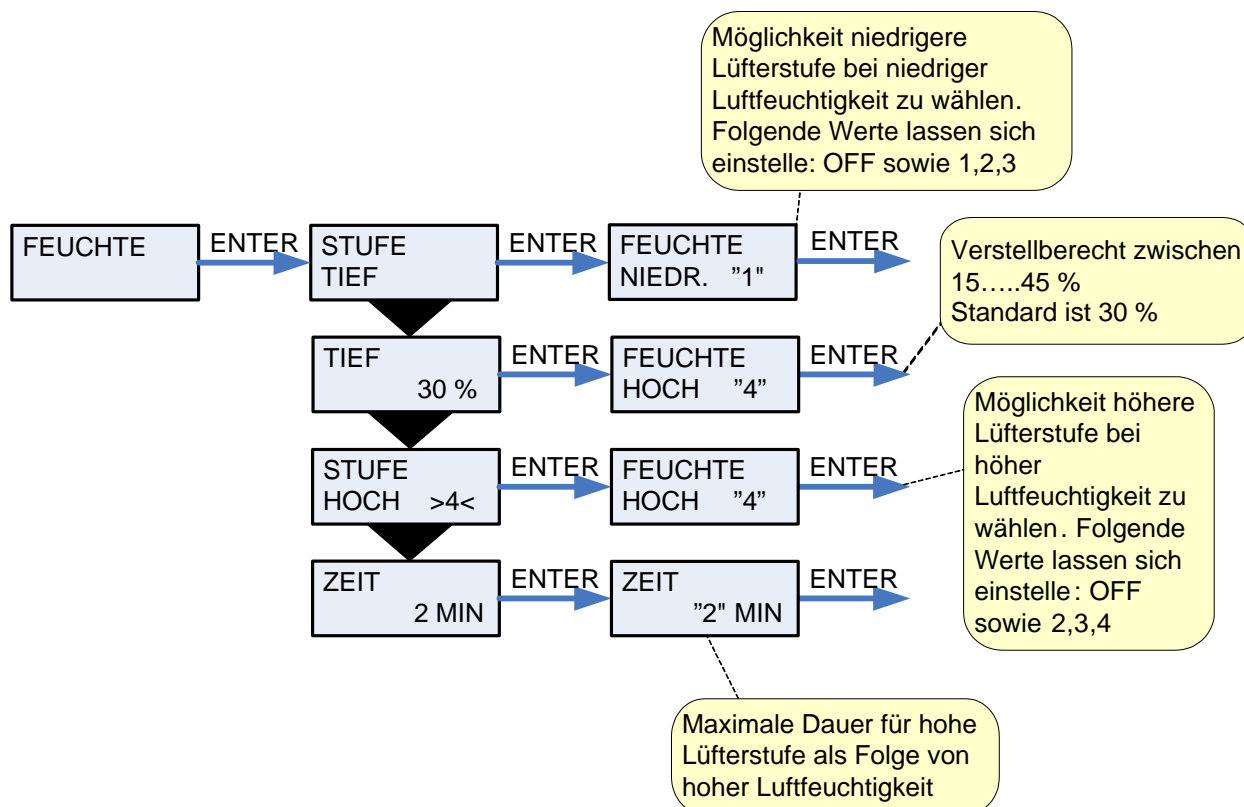 Möglichkeit niedrigere
Lüfterstufe bei niedriger
Luftfeuchtigkeit zu wählen.
Folgende Werte lassen sich
einstelle: OFF sowie 1,2,3
FEUCHTE
ENTER
STUFE
TIEF
ENTER
FEUCHTE
NIEDR. ”1"
ENTER
Verstellberecht zwischen
15.....45 %
Standard ist 30 %
TIEF
30 %
ENTER
FEUCHTE
HOCH ”4”
ENTER
Möglichkeit höhere
Lüfterstufe bei
höher
Luftfeuchtigkeit zu
wählen. Folgende
Werte lassen sich
einstelle: OFF
sowie 2,3,4
STUFE
HOCH >4<
ENTER
FEUCHTE
HOCH ”4”
ENTER
ZEIT
2 MIN
ENTER
ZEIT
”2" MIN
ENTER
Maximale Dauer für hohe
Lüfterstufe als Folge von
hoher Luftfeuchtigkeit